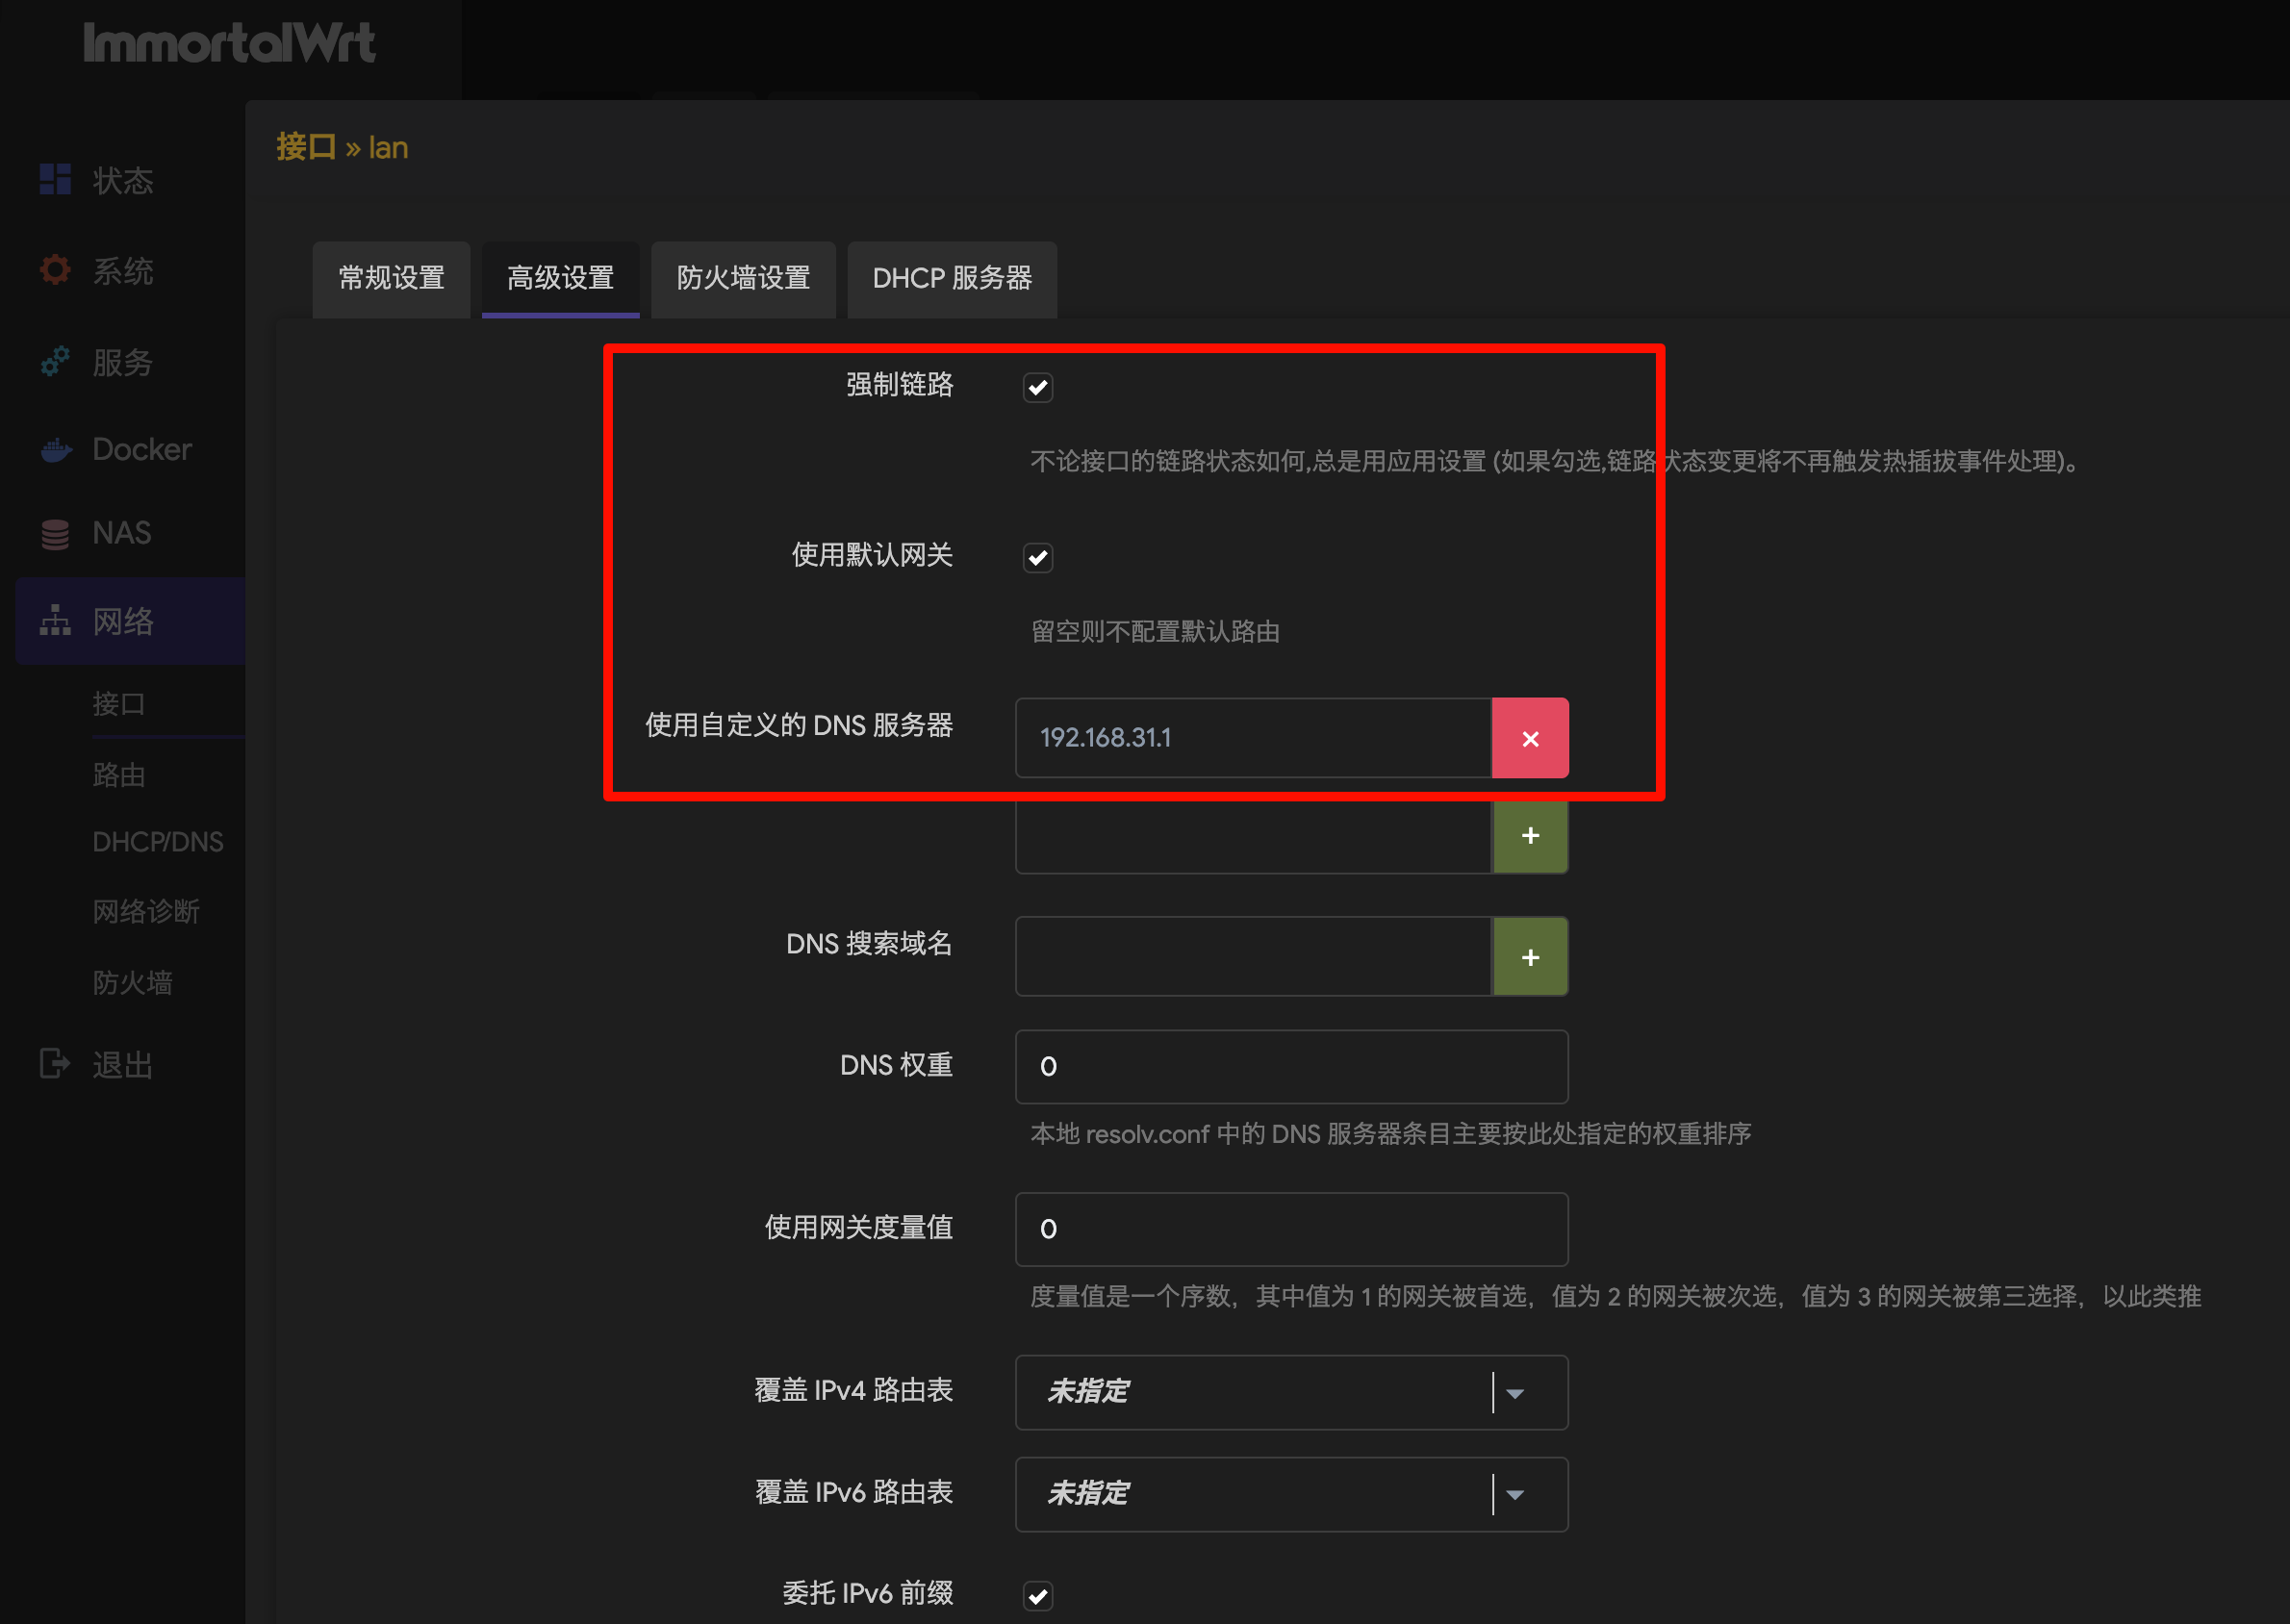 ImmortalWrt
接口 » lan
状态
系统
服务
Docker
NAS
网络
接口
路由
DHCP/DNS
网络诊断
防火墙
退出
常规设置
高级设置
防火墙设置
DHCP 服务器
强制链路
不论接口的链路状态如何,总是用应用设置 (如果勾选,链路状态变更将不再触发热插拔事件处理)。
使用默认网关
留空则不配置默认路由
使用自定义的 DNS 服务器
192.168.31.1
×
+
DNS 搜索域名
+
DNS 权重
0
本地 resolv.conf 中的 DNS 服务器条目主要按此处指定的权重排序
使用网关度量值
0
度量值是一个序数，其中值为 1 的网关被首选，值为 2 的网关被次选，值为 3 的网关被第三选择，以此类推
覆盖 IPv4 路由表
未指定
覆盖 IPv6 路由表
未指定
委托 IPv6 前缀